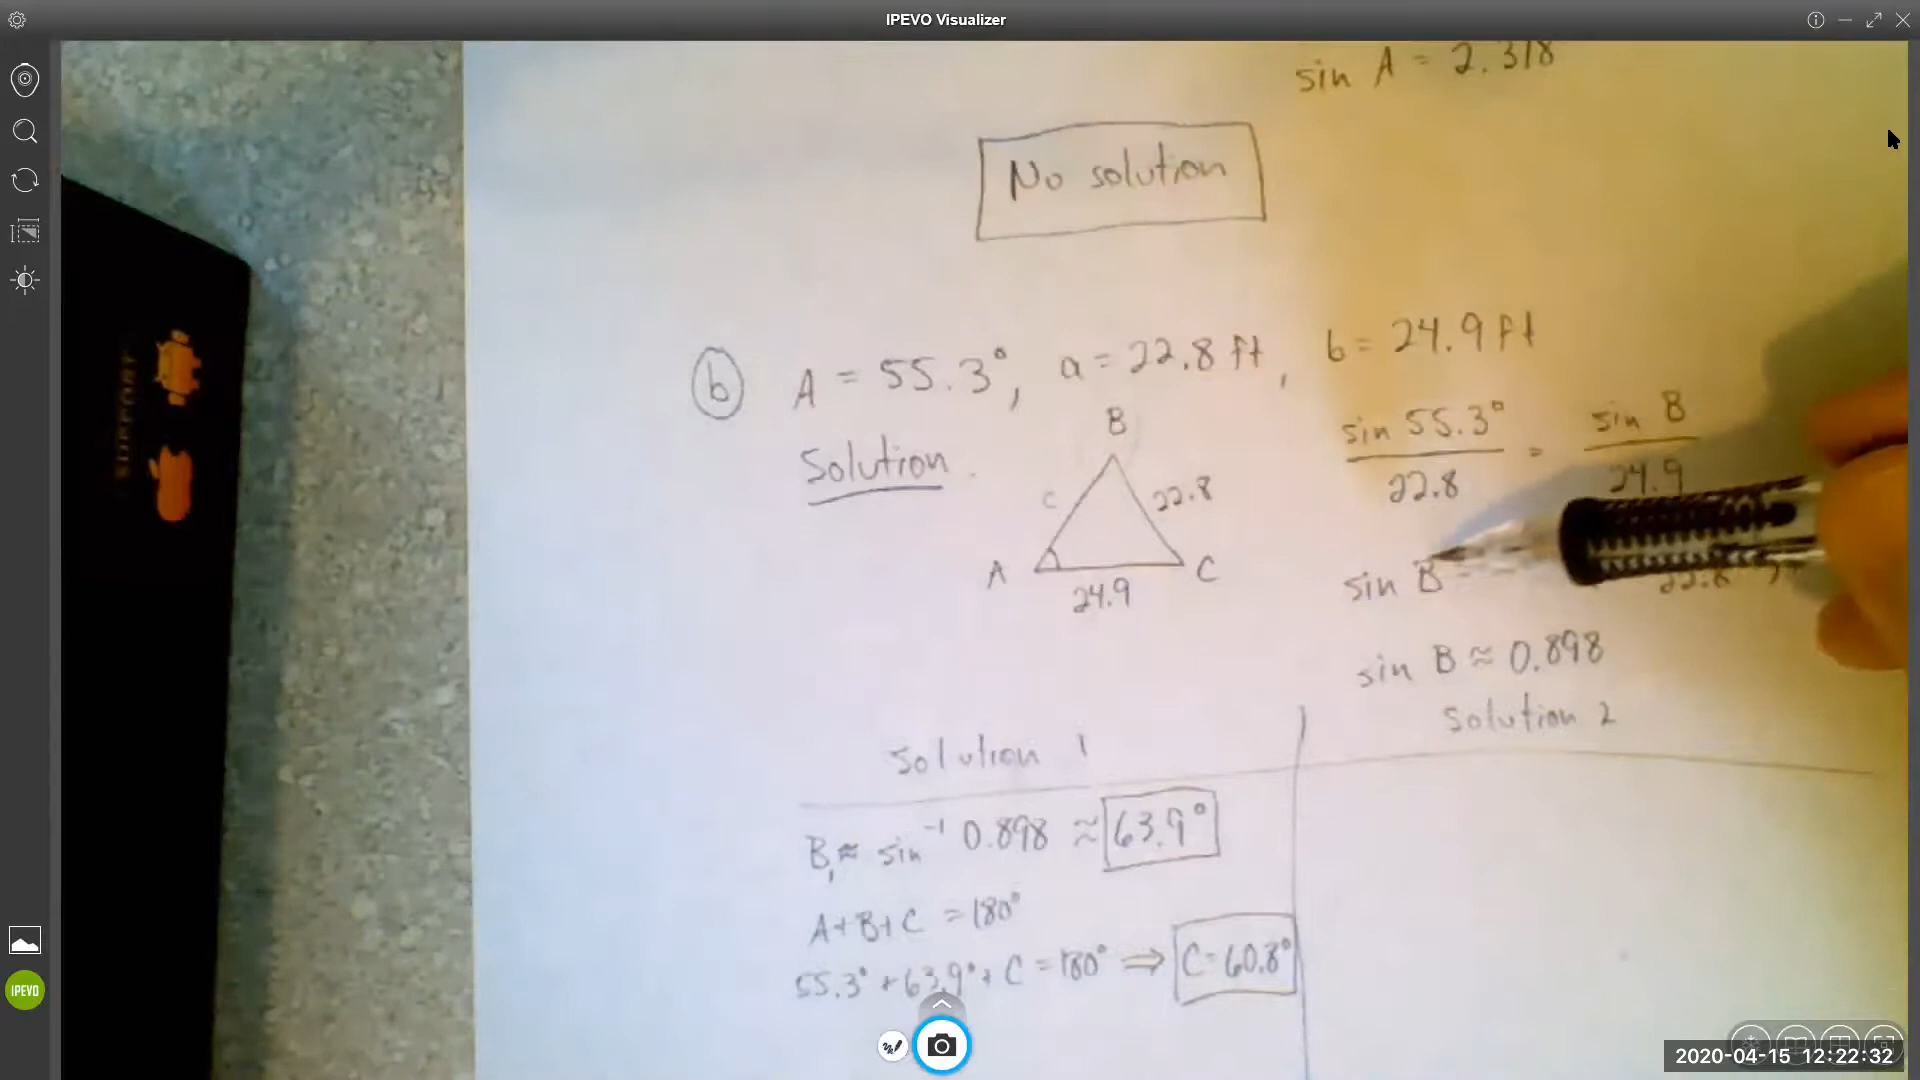 IPEVO Visualizer
sin A = 2.318
No solution
b A = 55.3°, a = 22.8 ft, b = 24.9 ft
Solution
B
c 22.8
A C
24.9
sin 55.3° / 22.8 = sin B / 24.9
sin B =
22.8
sin B ≈ 0.898
Solution 1
Solution 2
B₁ ≈ sin⁻¹ 0.898 ≈ 63.9°
A+B+C = 180°
55.3° + 63.9° + C = 180° ⇒ C = 60.8°
SUPPORT
IPEVO
2020-04-15 12:22:32